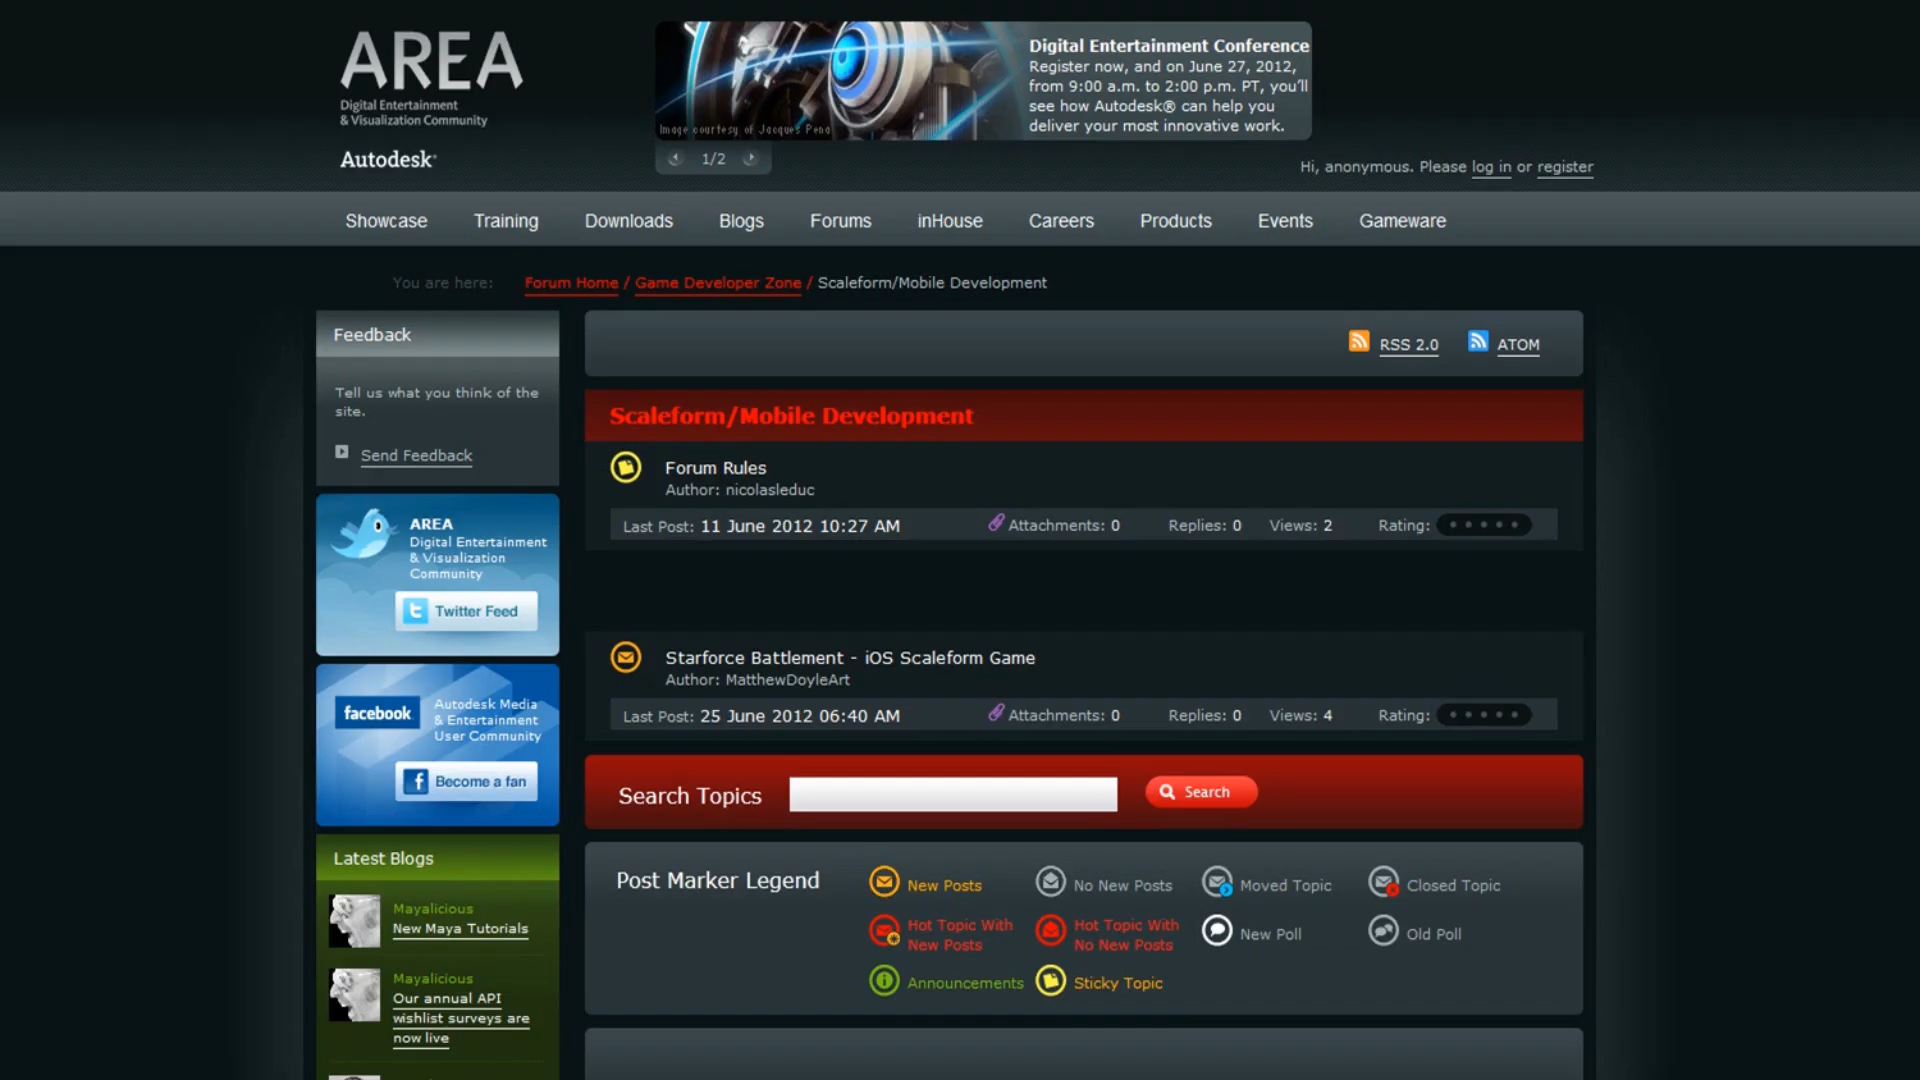 AREA
Digital Entertainment
& Visualization Community
Autodesk®
Image courtesy of Jacques Pena
Digital Entertainment Conference
Register now, and on June 27, 2012,
from 9:00 a.m. to 2:00 p.m. PT, you'll
see how Autodesk® can help you
deliver your most innovative work.
1/2
Hi, anonymous. Please log in or register
Showcase Training Downloads Blogs Forums inHouse Careers Products Events Gameware
You are here: Forum Home / Game Developer Zone / Scaleform/Mobile Development
Feedback
Tell us what you think of the
site.
Send Feedback
AREA
Digital Entertainment
& Visualization
Community
Twitter Feed
facebook
Autodesk Media
& Entertainment
User Community
Become a fan
Latest Blogs
Mayalicious
New Maya Tutorials
Mayalicious
Our annual API
wishlist surveys are
now live
RSS 2.0 ATOM
Scaleform/Mobile Development
Forum Rules
Author: nicolasleduc
Last Post: 11 June 2012 10:27 AM Attachments: 0 Replies: 0 Views: 2 Rating:
Starforce Battlement - iOS Scaleform Game
Author: MatthewDoyleArt
Last Post: 25 June 2012 06:40 AM Attachments: 0 Replies: 0 Views: 4 Rating:
Search Topics Search
Post Marker Legend
New Posts No New Posts Moved Topic Closed Topic
Hot Topic With
New Posts
Hot Topic With
No New Posts
New Poll Old Poll
Announcements Sticky Topic